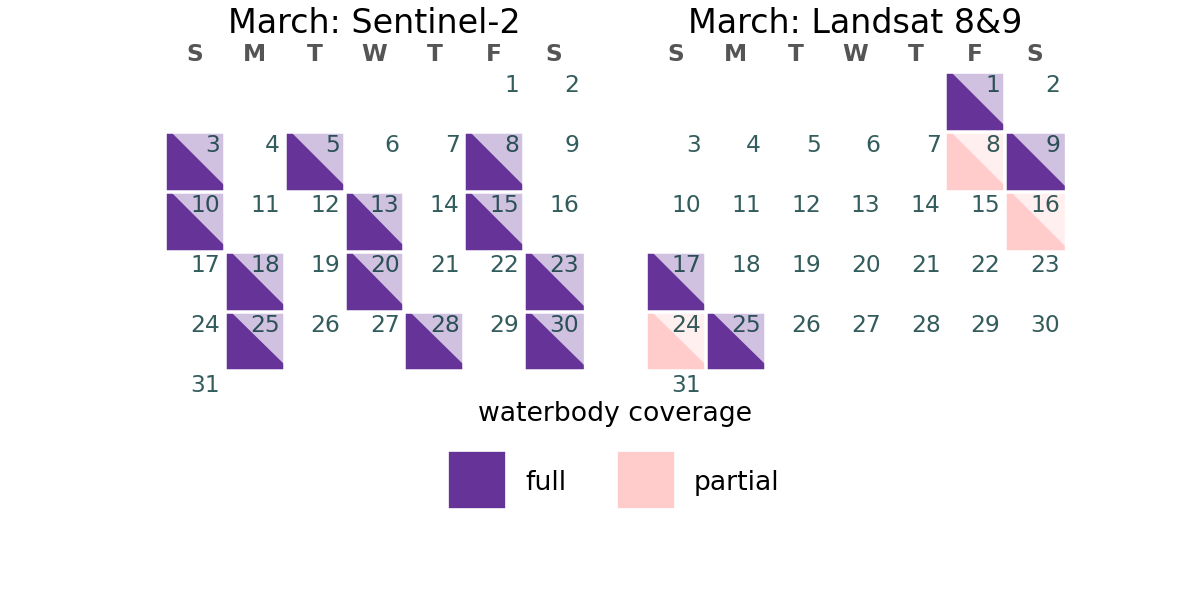 March: Sentinel-2
S M T W T F S
1 2
3 4 5 6 7 8 9
10 11 12 13 14 15 16
17 18 19 20 21 22 23
24 25 26 27 28 29 30
31
March: Landsat 8&9
S M T W T F S
1 2
3 4 5 6 7 8 9
10 11 12 13 14 15 16
17 18 19 20 21 22 23
24 25 26 27 28 29 30
31
waterbody coverage
full partial